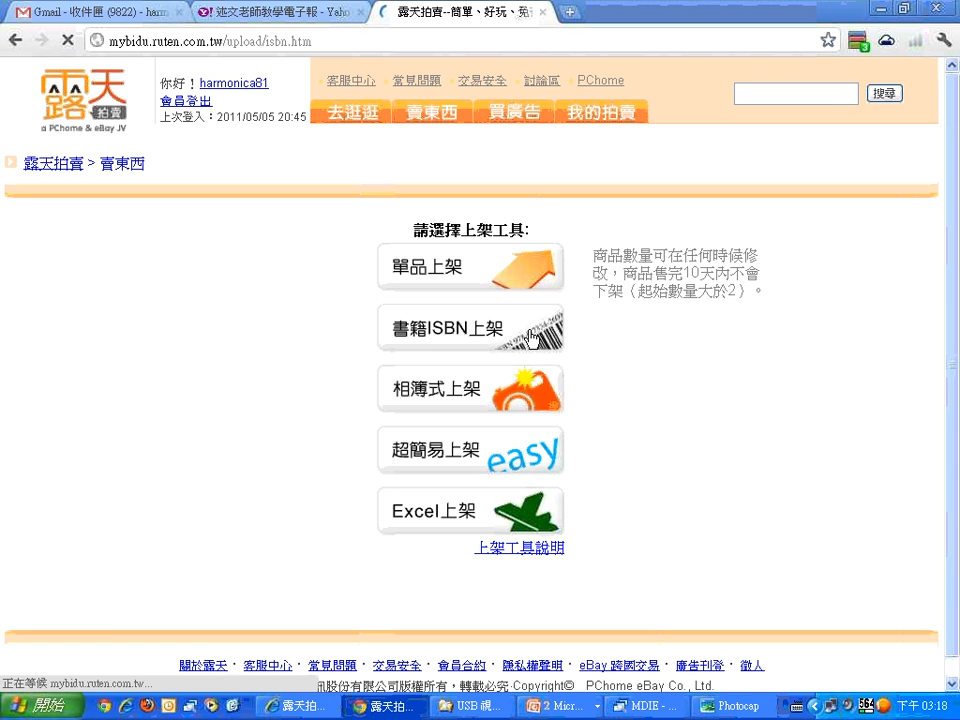 Gmail - 收件匣 (9822) - harm
述文老師教學電子報 - Yaho
露天拍賣--簡單、好玩、免
mybidu.ruten.com.tw/upload/isbn.htm
露天拍賣
a PChome & eBay JV
你好！harmonica81
會員登出
上次登入：2011/05/05 20:45
客服中心 常見問題 交易安全 討論區 PChome
去逛逛 賣東西 買廣告 我的拍賣
搜尋
露天拍賣 > 賣東西
請選擇上架工具:
單品上架
商品數量可在任何時候修
改，商品售完10天內不會
下架（起始數量大於2）。
書籍ISBN上架
相簿式上架
超簡易上架 easy
Excel上架
上架工具說明
關於露天‧客服中心‧常見問題‧交易安全‧會員合約‧隱私權聲明‧eBay 跨國交易‧廣告刊登‧徵人
正在等候 mybidu.ruten.com.tw...
訊股份有限公司版權所有，轉載必究‧Copyright© PChome eBay Co., Ltd.
開始
露天拍...
露天拍...
USB 視...
2 Micr...
MDIE - ...
Photocap
564
下午 03:18